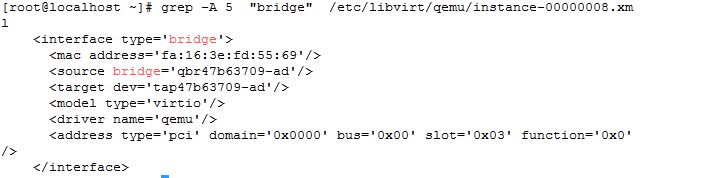 [root@localhost ~]# grep -A 5  "bridge"  /etc/libvirt/qemu/instance-00000008.xm
l
    <interface type='bridge'>
      <mac address='fa:16:3e:fd:55:69'/>
      <source bridge='qbr47b63709-ad'/>
      <target dev='tap47b63709-ad'/>
      <model type='virtio'/>
      <driver name='qemu'/>
      <address type='pci' domain='0x0000' bus='0x00' slot='0x03' function='0x0'
/>
    </interface>